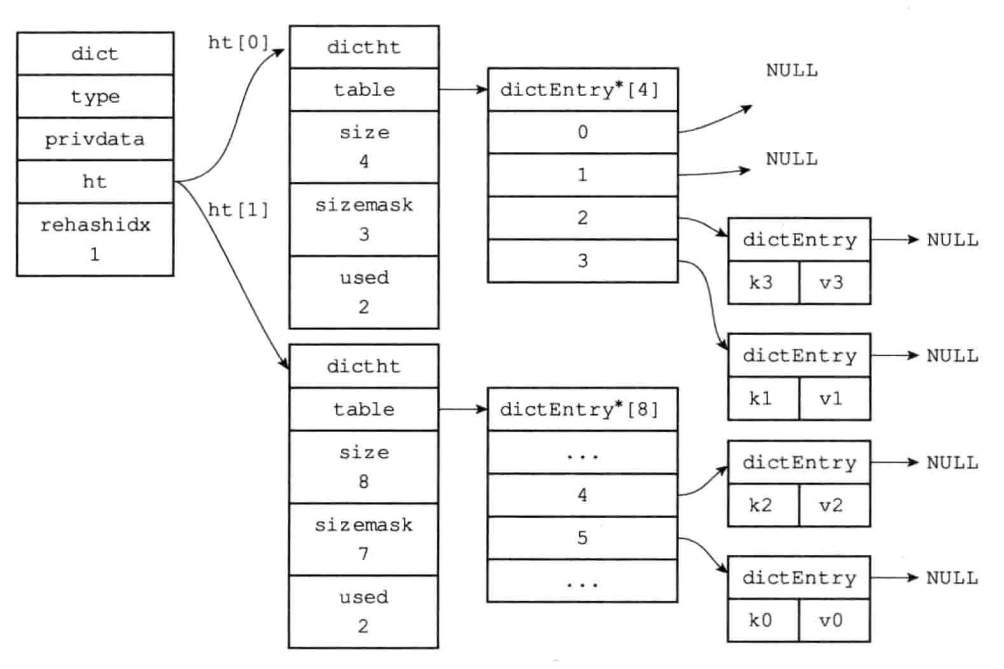 dict
type
privdata
ht
rehashidx
1
ht[0]
ht[1]
dictht
table
size
4
sizemask
3
used
2
dictEntry*[4]
0
1
2
3
NULL
NULL
dictEntry
k3 v3
NULL
dictEntry
k1 v1
NULL
dictht
table
size
8
sizemask
7
used
2
dictEntry*[8]
...
4
5
...
dictEntry
k2 v2
NULL
dictEntry
k0 v0
NULL